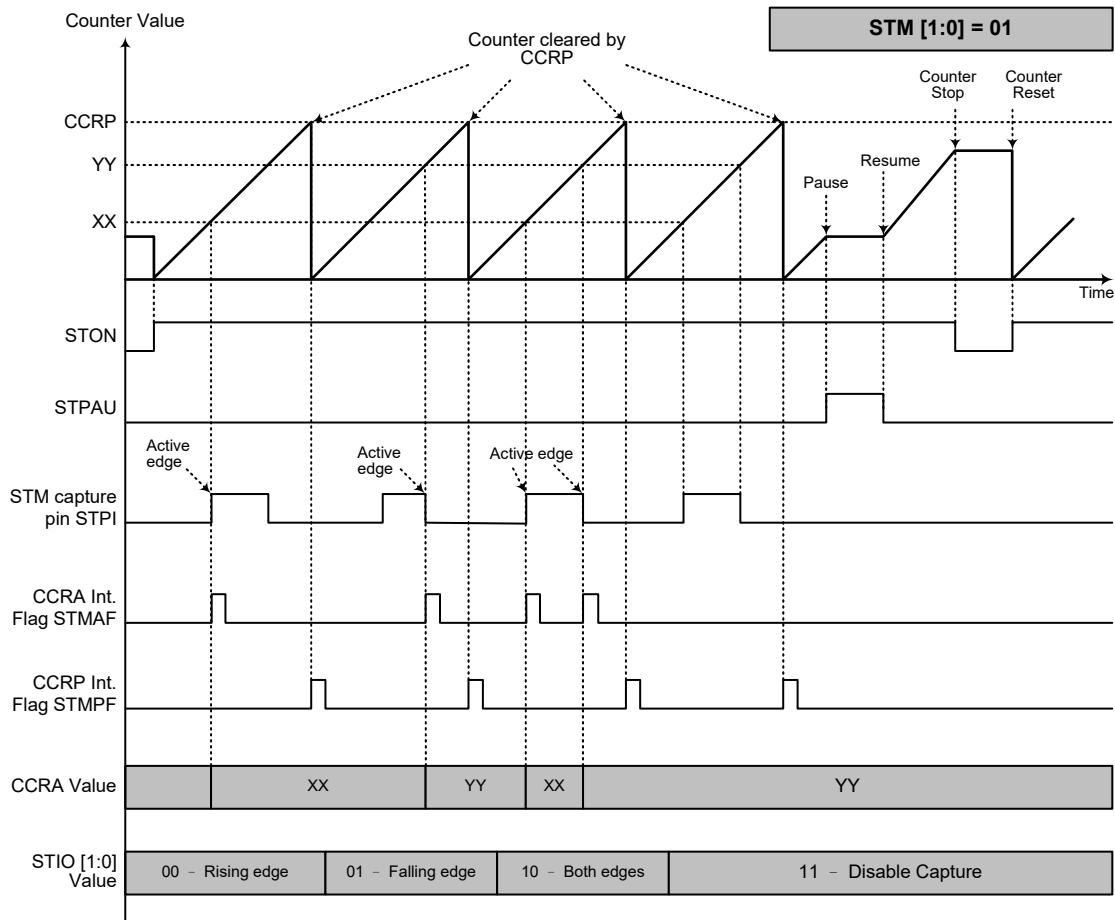 Counter Value
STM [1:0] = 01
Counter cleared by
CCRP
Counter
Stop
Counter
Reset
CCRP
YY
Resume
Pause
XX
Time
STON
STPAU
Active
edge
Active
edge
Active edge
STM capture
pin STPI
CCRA Int.
Flag STMAF
CCRP Int.
Flag STMPF
CCRA Value
XX
YY
XX
YY
STIO [1:0]
Value
00 – Rising edge
01 – Falling edge
10 – Both edges
11 – Disable Capture